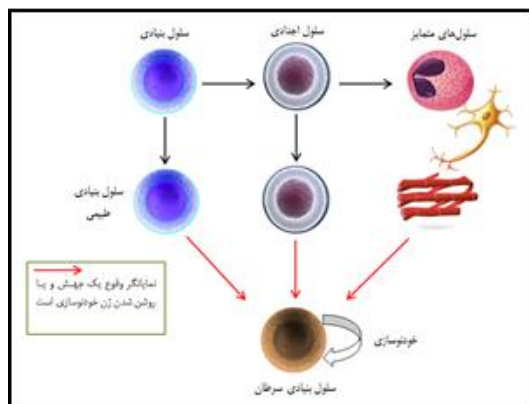 سلول‌های متمایز
سلول اجدادی
سلول بنیادی
سلول بنیادی
طبیعی
نمایانگر وقوع یک جهش و یا
روشن شدن ژن خودنوسازی است
خودنوسازی
سلول بنیادی سرطان